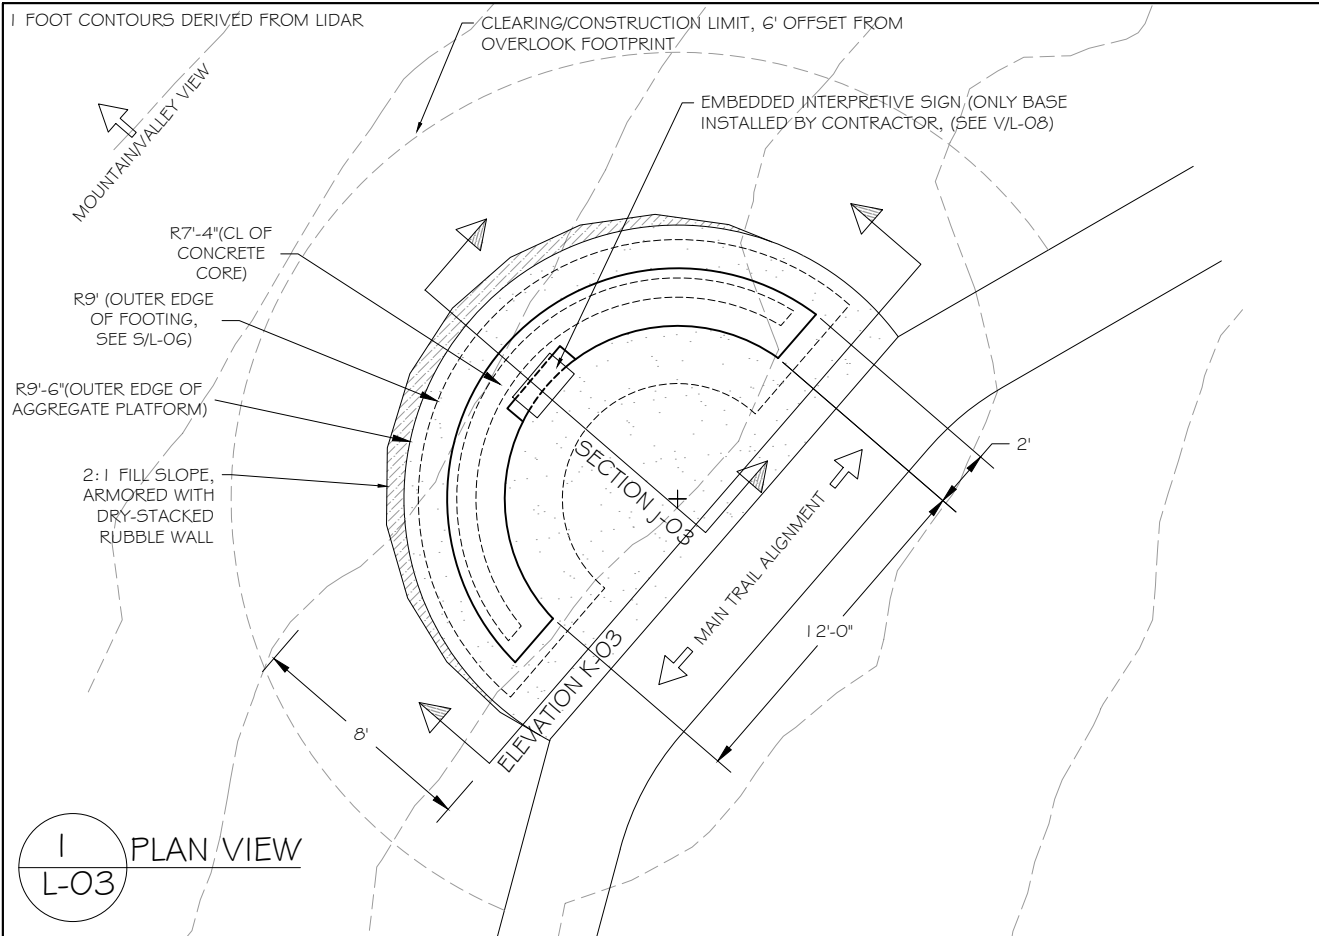 1 FOOT CONTOURS DERIVED FROM LIDAR
CLEARING/CONSTRUCTION LIMIT, 6' OFFSET FROM
OVERLOOK FOOTPRINT
MOUNTAIN/VALLEY VIEW
EMBEDDED INTERPRETIVE SIGN (ONLY BASE
INSTALLED BY CONTRACTOR, (SEE V/L-08)
R7'-4"(CL OF
CONCRETE
CORE)
R9' (OUTER EDGE
OF FOOTING,
SEE S/L-06)
R9'-6"(OUTER EDGE OF
AGGREGATE PLATFORM)
2:1 FILL SLOPE,
ARMORED WITH
DRY-STACKED
RUBBLE WALL
SECTION J-03
2'
MAIN TRAIL ALIGNMENT
12'-0"
ELEVATION K-03
8'
1
L-03
PLAN VIEW